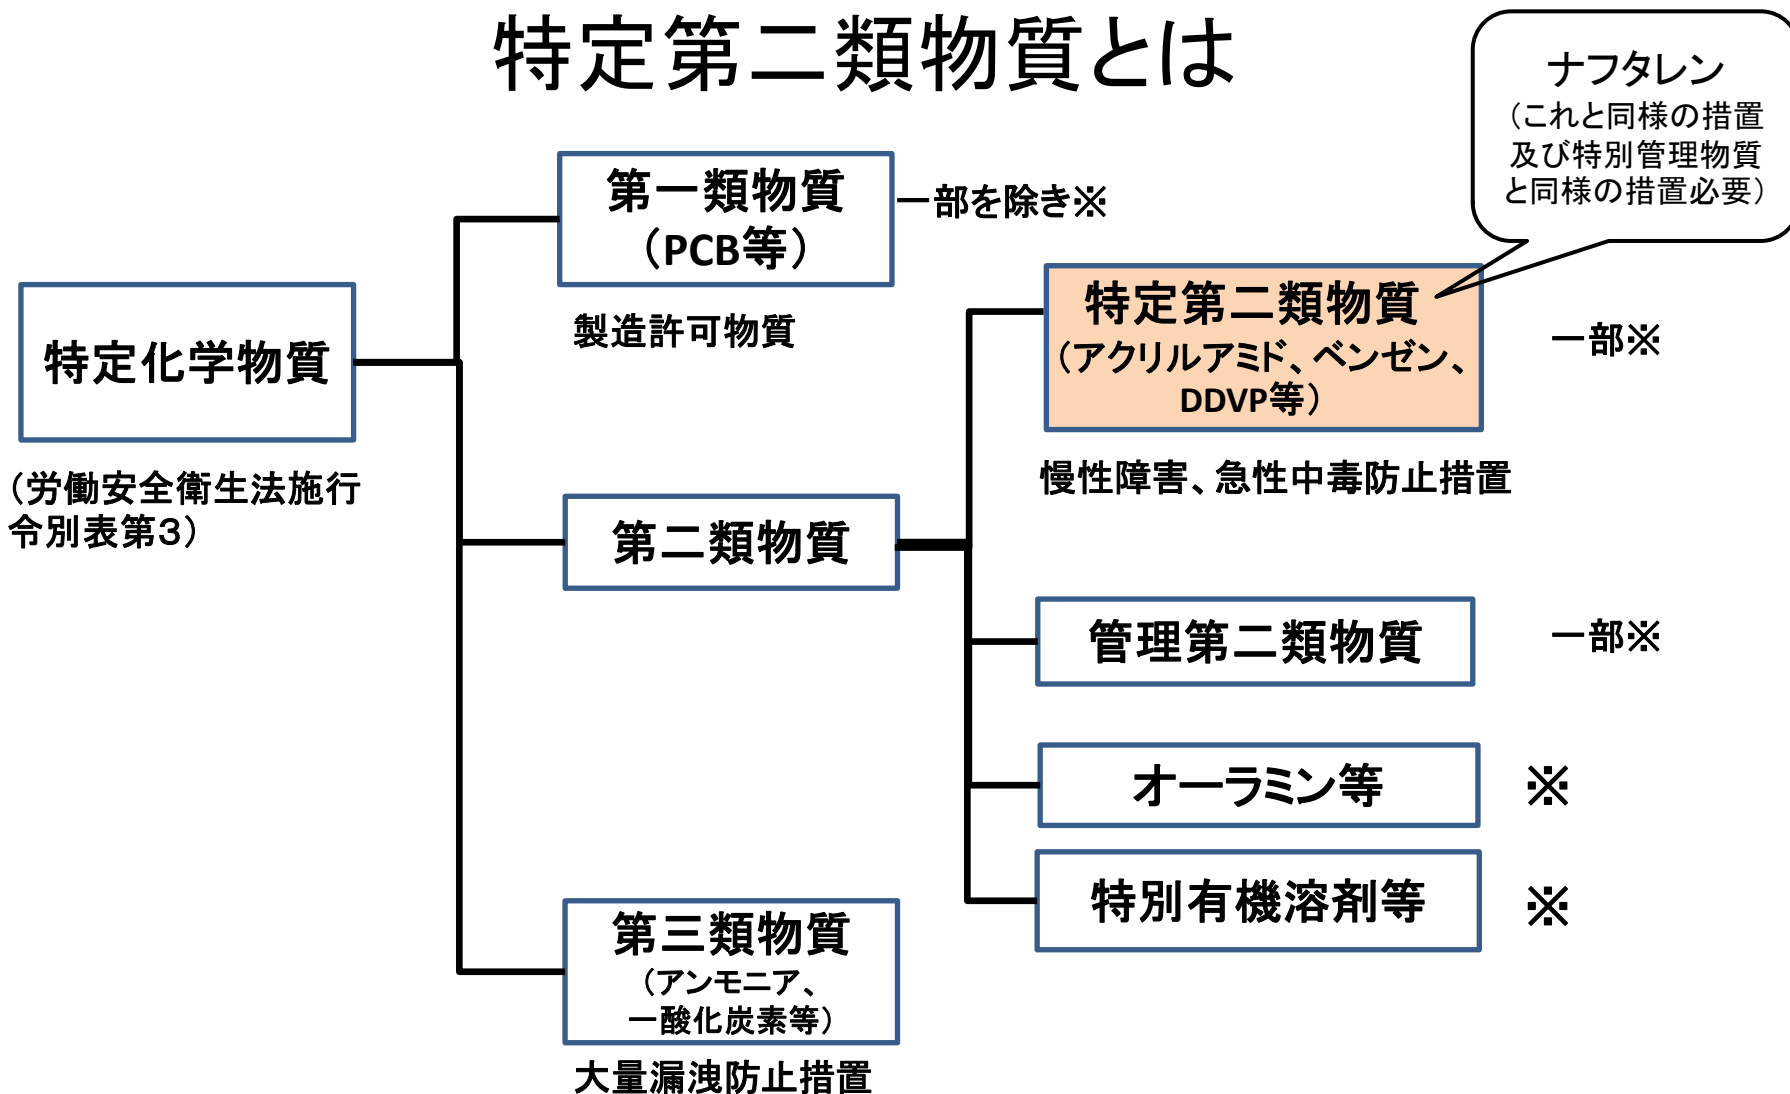 特定第二類物質とは
ナフタレン
（これと同様の措置
及び特別管理物質
と同様の措置必要）
第一類物質
（PCB等）
一部を除き※
製造許可物質
特定化学物質
（労働安全衛生法施行
令別表第３）
特定第二類物質
（アクリルアミド、ベンゼン、
DDVP等）
一部※
慢性障害、急性中毒防止措置
第二類物質
管理第二類物質
一部※
オーラミン等
※
特別有機溶剤等
※
第三類物質
（アンモニア、
一酸化炭素等）
大量漏洩防止措置